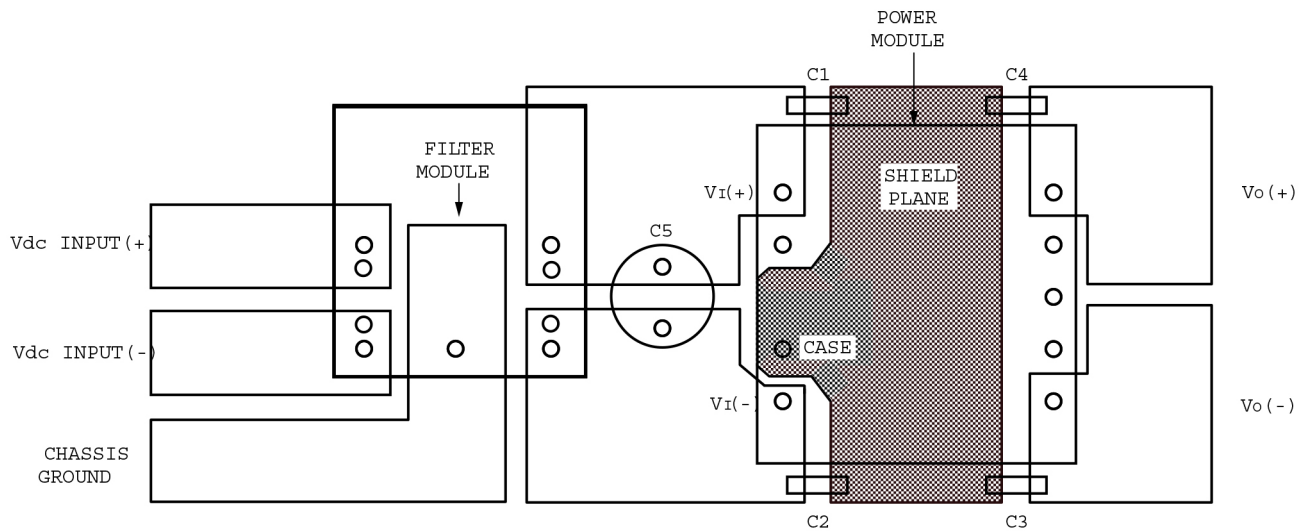 POWER
MODULE
C1
C4
FILTER
MODULE
SHIELD
PLANE
VI(+)
VO(+)
C5
Vdc INPUT(+)
Vdc INPUT(-)
CASE
VI(-)
VO(-)
CHASSIS
GROUND
C2
C3